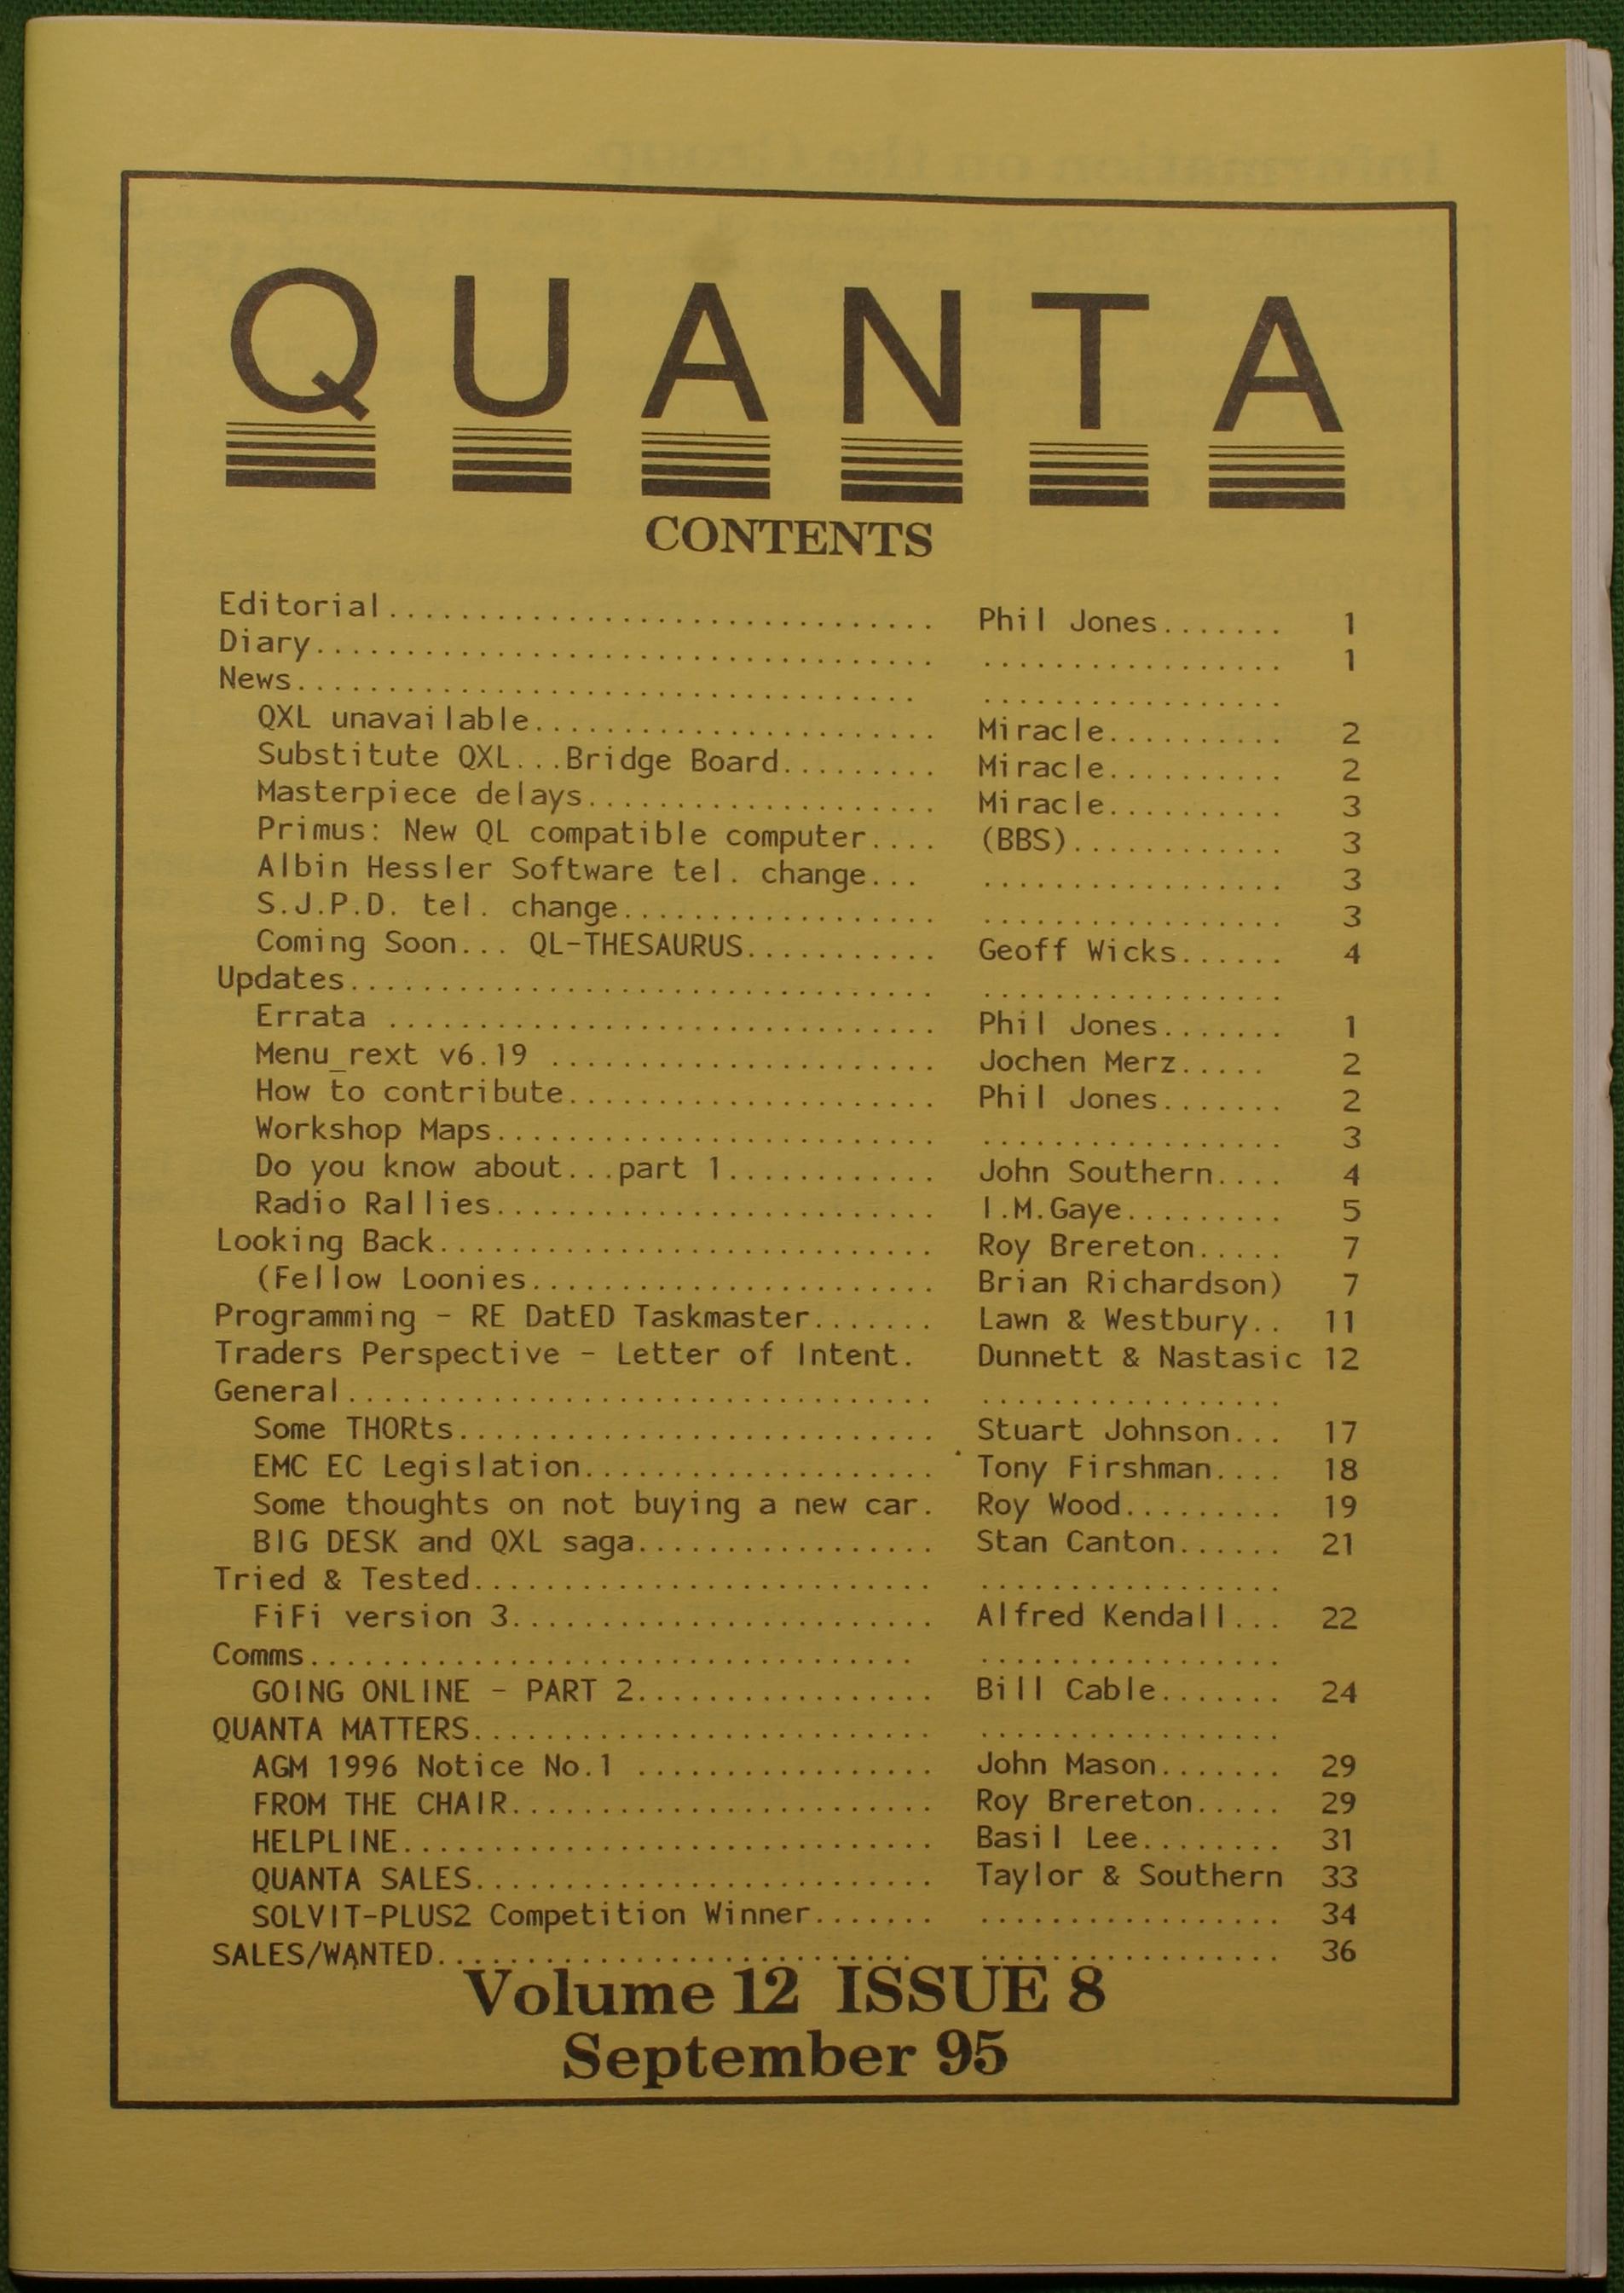 QUANTA
CONTENTS
Editorial.............................. Phil Jones....... 1
Diary.................................. ................. 1
News.................................. .................
QXL unavailable...................... Miracle.......... 2
Substitute QXL...Bridge Board......... Miracle.......... 2
Masterpiece delays................... Miracle.......... 3
Primus: New QL compatible computer.... (BBS)............ 3
Albin Hessler Software tel. change... ................. 3
S.J.P.D. tel. change................. ................. 3
Coming Soon... QL-THESAURUS........... Geoff Wicks...... 4
Updates................................ .................
Errata .............................. Phil Jones....... 1
Menu_rext v6.19 ..................... Jochen Merz..... 2
How to contribute.................... Phil Jones....... 2
Workshop Maps........................ ................. 3
Do you know about...part 1............ John Southern.... 4
Radio Rallies........................ I.M.Gaye......... 5
Looking Back........................... Roy Brereton..... 7
(Fellow Loonies...................... Brian Richardson) 7
Programming - RE DatED Taskmaster....... Lawn & Westbury.. 11
Traders Perspective - Letter of Intent. Dunnett & Nastasic 12
General................................ .................
Some THORts.......................... Stuart Johnson... 17
EMC EC Legislation................... Tony Firshman.... 18
Some thoughts on not buying a new car. Roy Wood......... 19
BIG DESK and QXL saga................ Stan Canton...... 21
Tried & Tested......................... .................
FiFi version 3....................... Alfred Kendall... 22
Comms................................. .................
GOING ONLINE - PART 2................ Bill Cable....... 24
QUANTA MATTERS......................... .................
AGM 1996 Notice No.1 ................ John Mason....... 29
FROM THE CHAIR....................... Roy Brereton..... 29
HELPLINE............................. Basil Lee........ 31
QUANTA SALES......................... Taylor & Southern 33
SOLVIT-PLUS2 Competition Winner....... ................. 34
SALES/WANTED.......................... ................. 36
Volume 12 ISSUE 8
September 95